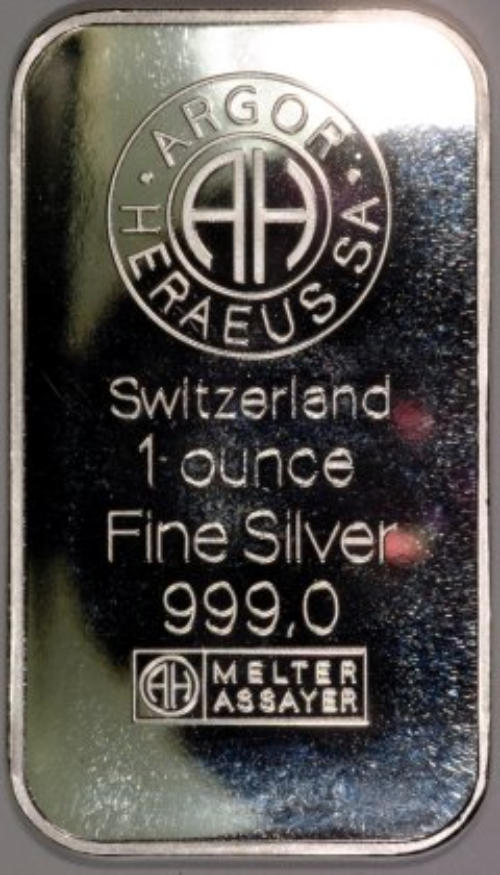 ARGOR
AH
HERAEUS SA
Switzerland
1 ounce
Fine Silver
999,0
AH MELTER
ASSAYER